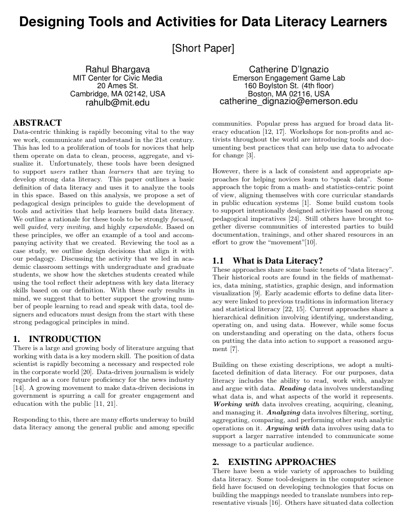 Designing Tools and Activities for Data Literacy Learners
[Short Paper]
Rahul Bhargava
MIT Center for Civic Media
20 Ames St.
Cambridge, MA 02142, USA
rahulb@mit.edu
Catherine D'Ignazio
Emerson Engagement Game Lab
160 Boylston St. (4th floor)
Boston, MA 02116, USA
catherine_dignazio@emerson.edu
ABSTRACT
Data-centric thinking is rapidly becoming vital to the way
we work, communicate and understand in the 21st century.
This has led to a proliferation of tools for novices that help
them operate on data to clean, process, aggregate, and vi-
sualize it. Unfortunately, these tools have been designed
to support users rather than learners that are trying to
develop strong data literacy. This paper outlines a basic
definition of data literacy and uses it to analyze the tools
in this space. Based on this analysis, we propose a set of
pedagogical design principles to guide the development of
tools and activities that help learners build data literacy.
We outline a rationale for these tools to be strongly focused,
well guided, very inviting, and highly expandable. Based on
these principles, we offer an example of a tool and accom-
panying activity that we created. Reviewing the tool as a
case study, we outline design decisions that align it with
our pedagogy. Discussing the activity that we led in aca-
demic classroom settings with undergraduate and graduate
students, we show how the sketches students created while
using the tool reflect their adeptness with key data literacy
skills based on our definition. With these early results in
mind, we suggest that to better support the growing num-
ber of people learning to read and speak with data, tool de-
signers and educators must design from the start with these
strong pedagogical principles in mind.
1. INTRODUCTION
There is a large and growing body of literature arguing that
working with data is a key modern skill. The position of data
scientist is rapidly becoming a necessary and respected role
in the corporate world [20]. Data-driven journalism is widely
regarded as a core future proficiency for the news industry
[14]. A growing movement to make data-driven decisions in
government is spurring a call for greater engagement and
education with the public [11, 21].
Responding to this, there are many efforts underway to build
data literacy among the general public and among specific
communities. Popular press has argued for broad data lit-
eracy education [12, 17]. Workshops for non-profits and ac-
tivists throughout the world are introducing tools and doc-
umenting best practices that can help use data to advocate
for change [3].
However, there is a lack of consistent and appropriate ap-
proaches for helping novices learn to "speak data". Some
approach the topic from a math- and statistics-centric point
of view, aligning themselves with core curricular standards
in public education systems [1]. Some build custom tools
to support intentionally designed activities based on strong
pedagogical imperatives [24]. Still others have brought to-
gether diverse communities of interested parties to build
documentation, trainings, and other shared resources in an
effort to grow the "movement"[10].
1.1 What is Data Literacy?
These approaches share some basic tenets of "data literacy".
Their historical roots are found in the fields of mathemat-
ics, data mining, statistics, graphic design, and information
visualization [9]. Early academic efforts to define data liter-
acy were linked to previous traditions in information literacy
and statistical literacy [22, 15]. Current approaches share a
hierarchical definition involving identifying, understanding,
operating on, and using data. However, while some focus
on understanding and operating on the data, others focus
on putting the data into action to support a reasoned argu-
ment [7].
Building on these existing descriptions, we adopt a multi-
faceted definition of data literacy. For our purposes, data
literacy includes the ability to read, work with, analyze
and argue with data. Reading data involves understanding
what data is, and what aspects of the world it represents.
Working with data involves creating, acquiring, cleaning,
and managing it. Analyzing data involves filtering, sorting,
aggregating, comparing, and performing other such analytic
operations on it. Arguing with data involves using data to
support a larger narrative intended to communicate some
message to a particular audience.
2. EXISTING APPROACHES
There have been a wide variety of approaches to building
data literacy. Some tool-designers in the computer science
field have focused on developing technologies that focus on
building the mappings needed to translate numbers into rep-
resentative visuals [16]. Others have situated data collection